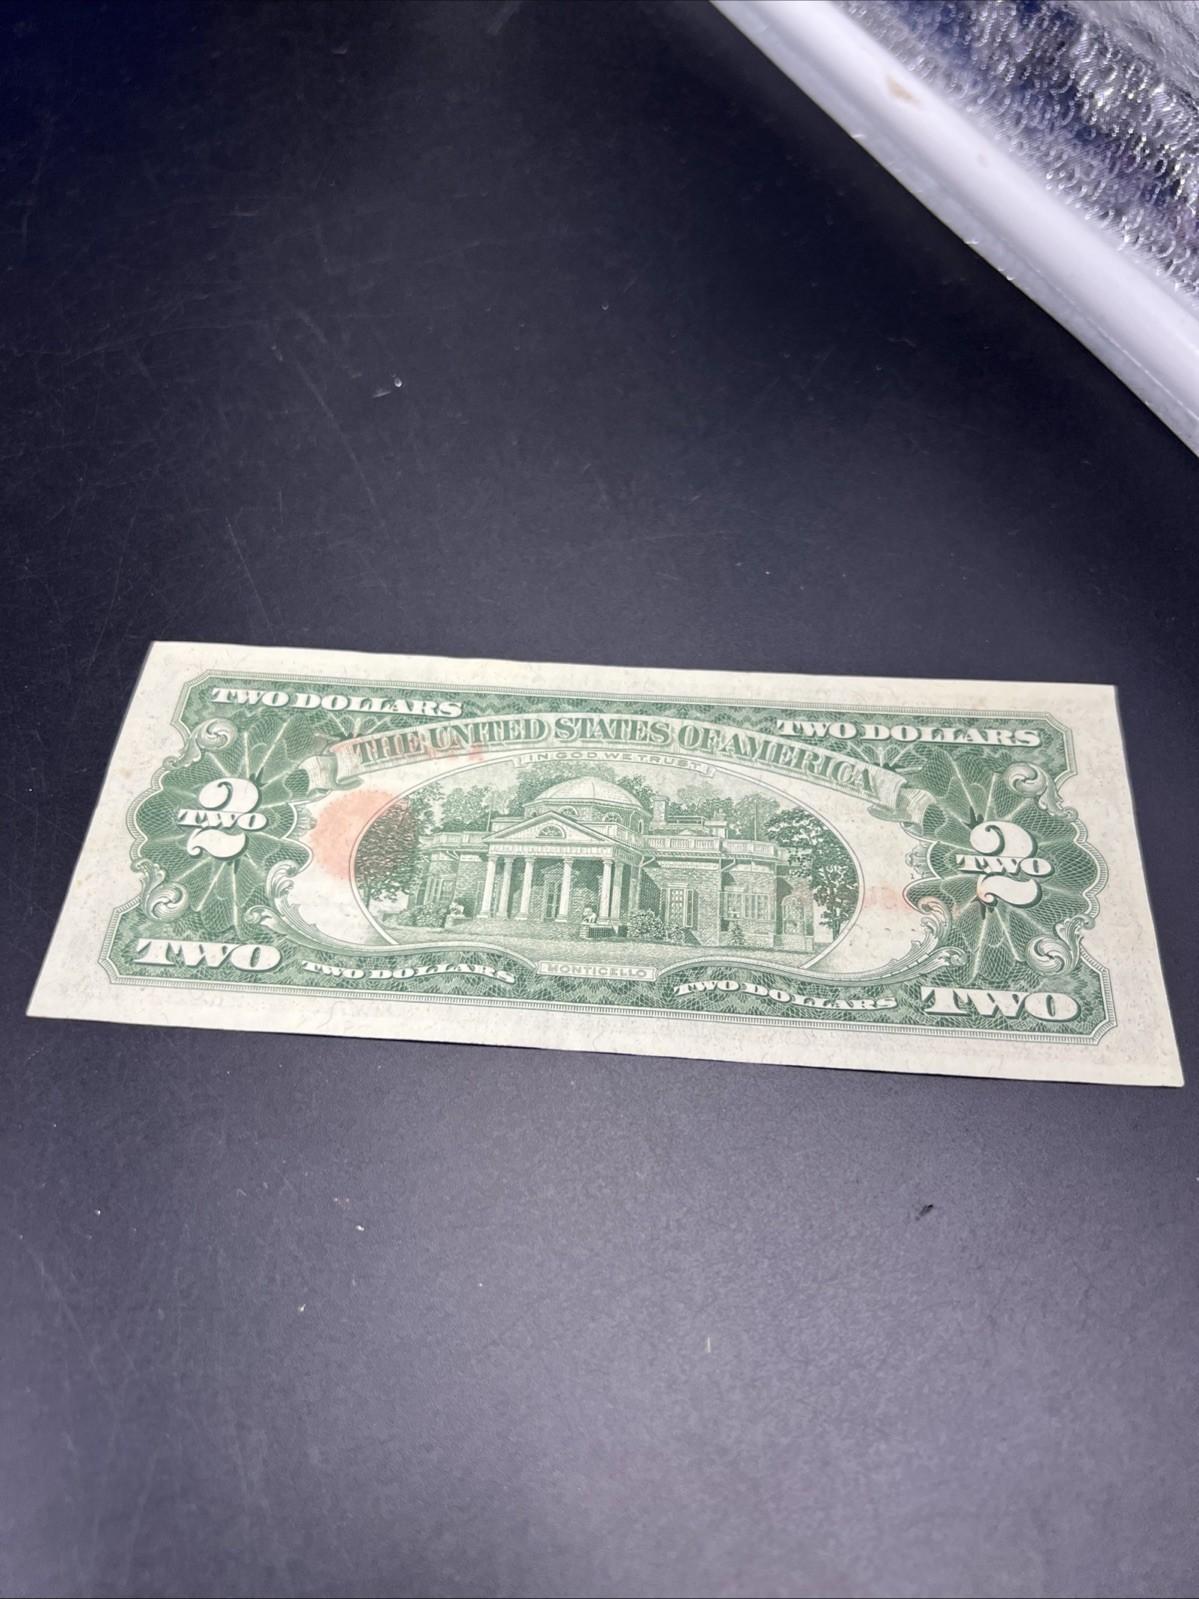 TWO DOLLARS
TWO DOLLARS
THE UNITED STATES OF AMERICA
IN GOD WE TRUST
2
TWO
2
TWO
TWO
TWO DOLLARS
MONTICELLO
TWO DOLLARS
TWO